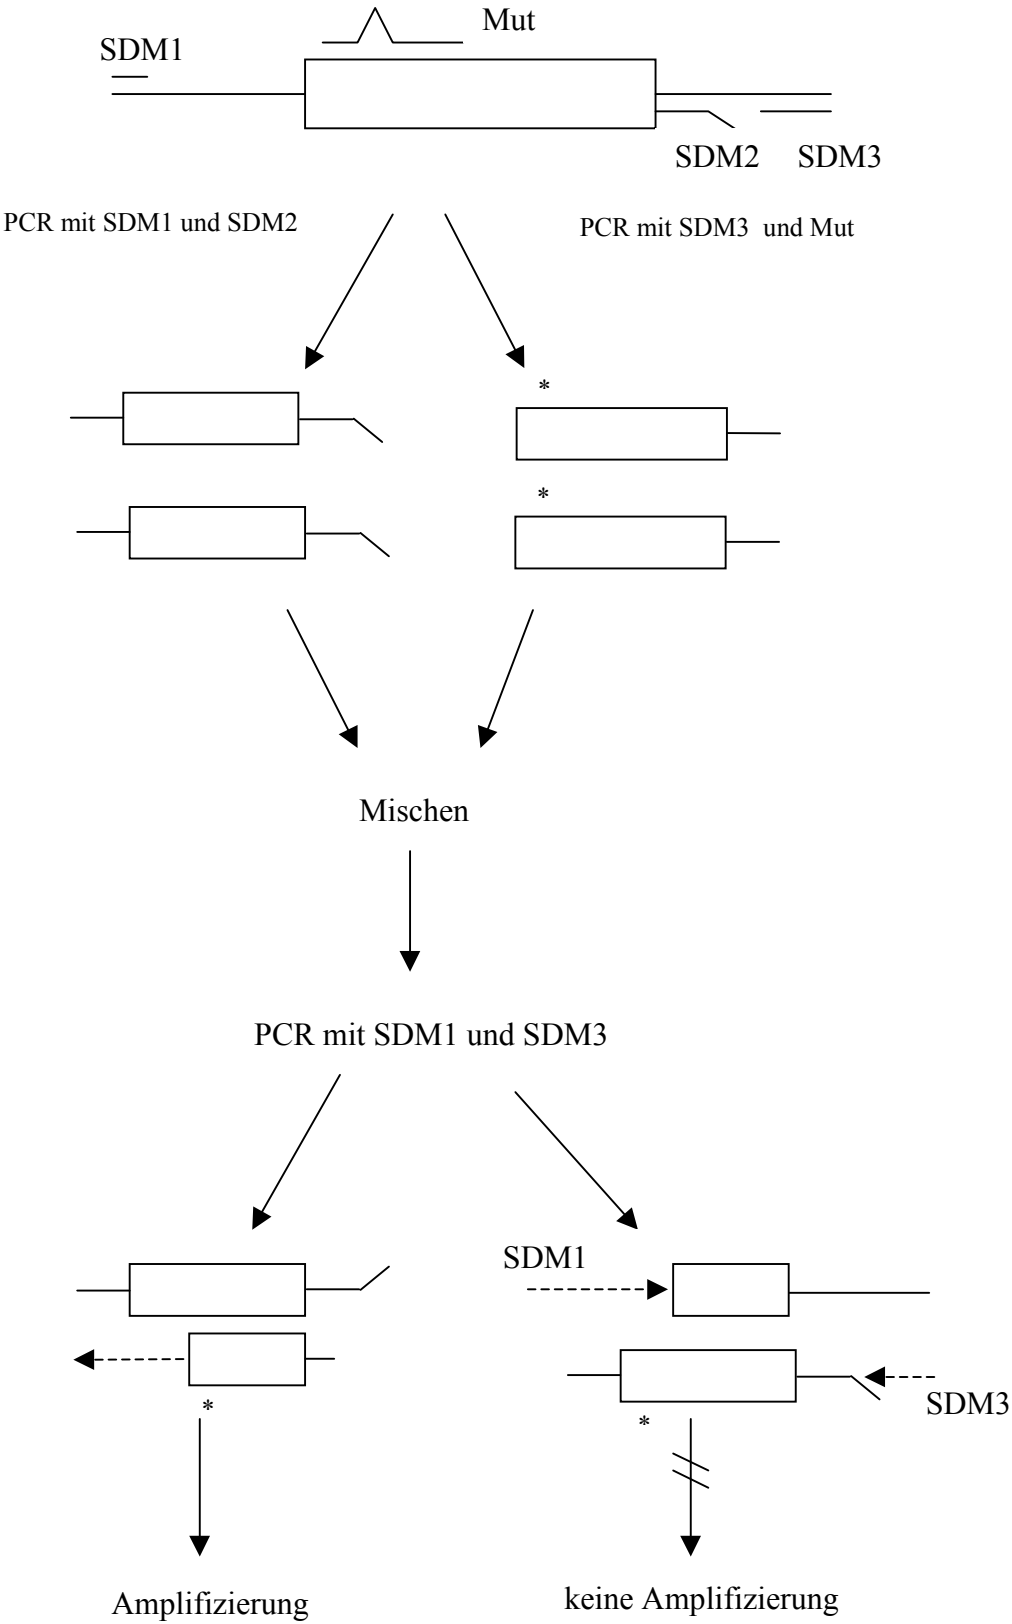 Mut
SDM1
SDM2 SDM3
PCR mit SDM1 und SDM2
PCR mit SDM3 und Mut
*
*
Mischen
PCR mit SDM1 und SDM3
SDM1
SDM3
*
*
Amplifizierung
keine Amplifizierung